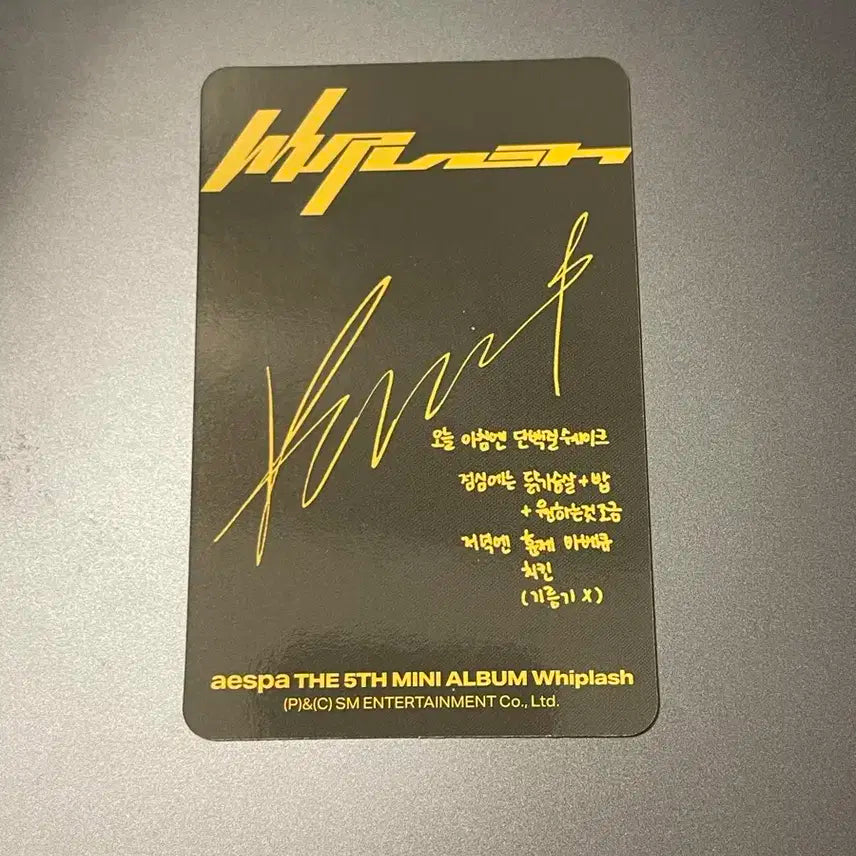 Whiplash
오늘 아침엔 단백질 쉐이크
점심에는 닭가슴살 + 밥
+ 원하는것 조금
저녁엔 훈제 바베큐
치킨
(기름기 X)
aespa THE 5TH MINI ALBUM Whiplash
(P)&(C) SM ENTERTAINMENT Co., Ltd.